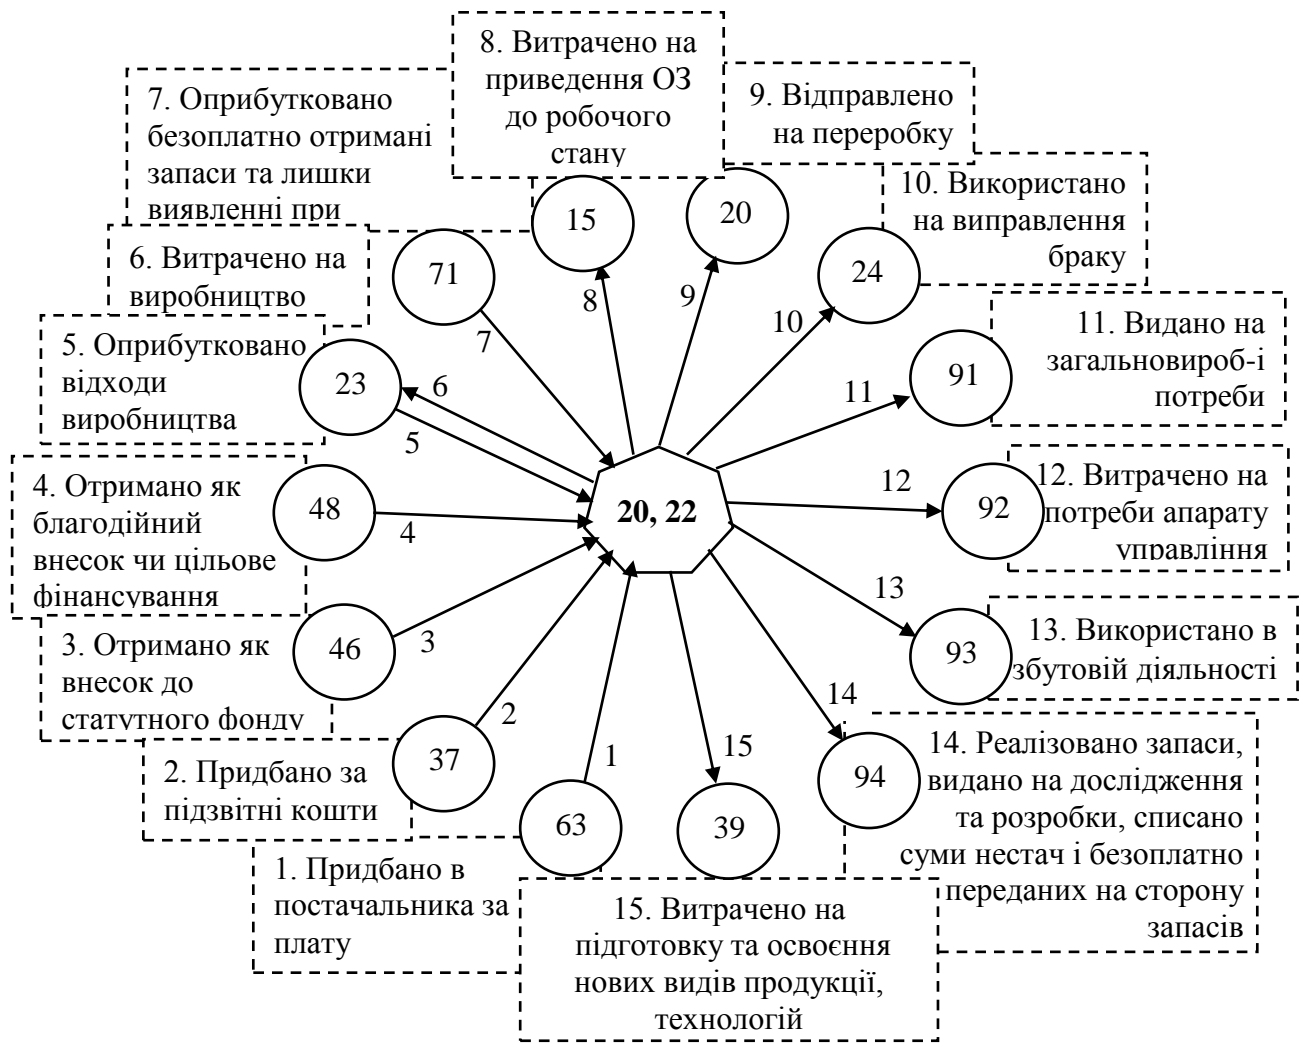 8. Витрачено на
приведення ОЗ
до робочого
стану
7. Оприбутковано
безоплатно отримані
запаси та лишки
виявленні при
9. Відправлено
на переробку
10. Використано
на виправлення
браку
6. Витрачено на
виробництво
5. Оприбутковано
відходи
виробництва
11. Видано на
загальновироб-і
потреби
4. Отримано як
благодійний
внесок чи цільове
фінансування
12. Витрачено на
потреби апарату
управління
3. Отримано як
внесок до
статутного фонду
13. Використано в
збутовій діяльності
2. Придбано за
підзвітні кошти
14. Реалізовано запаси,
видано на дослідження
та розробки, списано
суми нестач і безоплатно
переданих на сторону
запасів
1. Придбано в
постачальника за
плату
15. Витрачено на
підготовку та освоєння
нових видів продукції,
технологій
15
20
71
24
23
91
48
20, 22
92
46
93
37
94
63
39
8
9
10
7
6
11
5
12
4
13
3
14
2
1
15